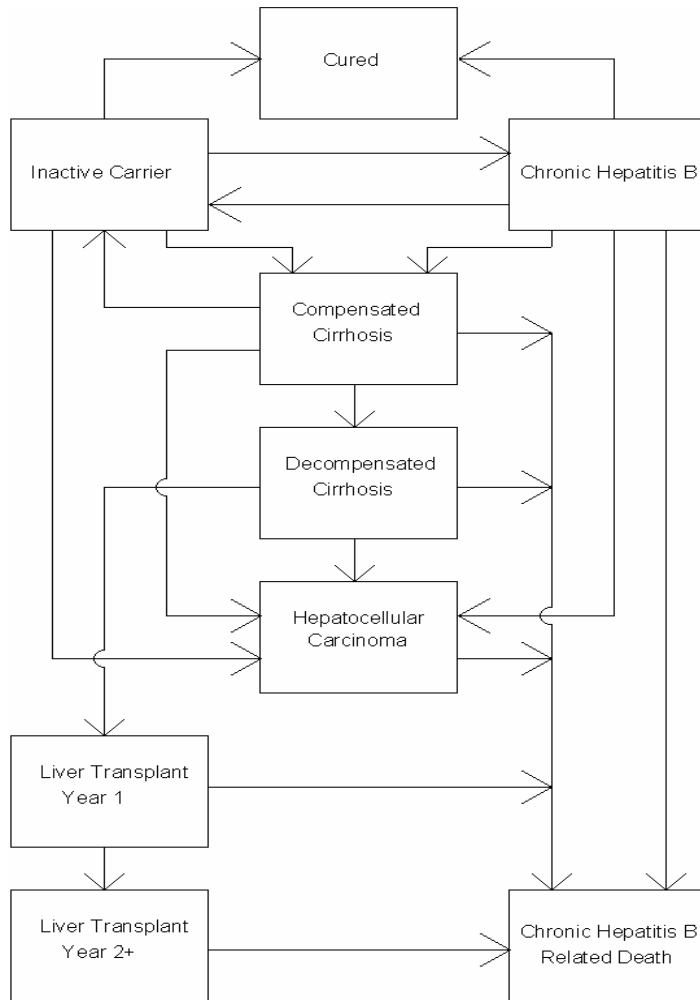 Cured
Inactive Carrier
Chronic Hepatitis B
Compensated
Cirrhosis
Decompensated
Cirrhosis
Hepatocellular
Carcinoma
Liver Transplant
Year 1
Liver Transplant
Year 2+
Chronic Hepatitis B
Related Death